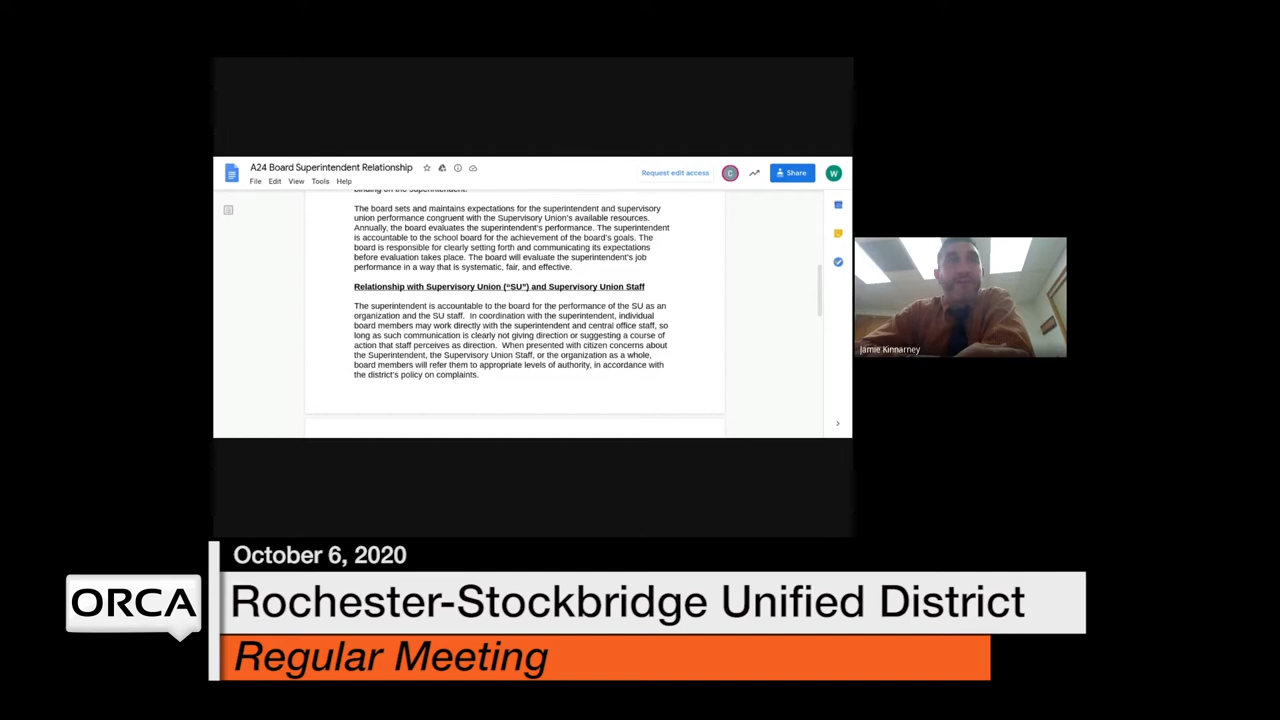 A24 Board Superintendent Relationship
File Edit View Tools Help
Request edit access
C
Share
W
binding on the superintendent.
The board sets and maintains expectations for the superintendent and supervisory
union performance congruent with the Supervisory Union's available resources.
Annually, the board evaluates the superintendent's performance. The superintendent
is accountable to the school board for the achievement of the board's goals. The
board is responsible for clearly setting forth and communicating its expectations
before evaluation takes place. The board will evaluate the superintendent's job
performance in a way that is systematic, fair, and effective.
Relationship with Supervisory Union ("SU") and Supervisory Union Staff
The superintendent is accountable to the board for the performance of the SU as an
organization and the SU staff. In coordination with the superintendent, individual
board members may work directly with the superintendent and central office staff, so
long as such communication is clearly not giving direction or suggesting a course of
action that staff perceives as direction. When presented with citizen concerns about
the Superintendent, the Supervisory Union Staff, or the organization as a whole,
board members will refer them to appropriate levels of authority, in accordance with
the district's policy on complaints.
Jamie Kinnarney
October 6, 2020
ORCA
Rochester-Stockbridge Unified District
Regular Meeting